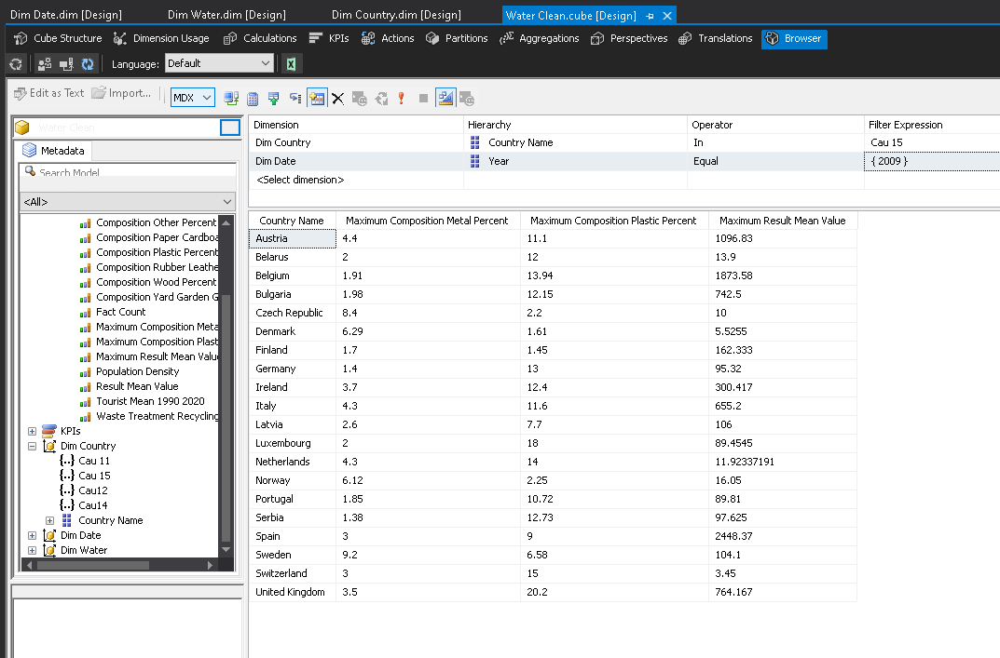 Dim Date.dim [Design] Dim Water.dim [Design] Dim Country.dim [Design] Water Clean.cube [Design]
Cube Structure Dimension Usage Calculations KPIs Actions Partitions Aggregations Perspectives Translations Browser
Language: Default
Edit as Text Import... MDX
Water Clean
Metadata
Search Model
<All>
Composition Other Percent
Composition Paper Cardboa
Composition Plastic Percent
Composition Rubber Leathe
Composition Wood Percent
Composition Yard Garden G
Fact Count
Maximum Composition Meta
Maximum Composition Plast
Maximum Result Mean Value
Population Density
Result Mean Value
Tourist Mean 1990 2020
Waste Treatment Recycling
KPIs
Dim Country
Cau 11
Cau 15
Cau12
Cau14
Country Name
Dim Date
Dim Water
Dimension Hierarchy Operator Filter Expression
Dim Country Country Name In Cau 15
Dim Date Year Equal { 2009 }
<Select dimension>
Country Name Maximum Composition Metal Percent Maximum Composition Plastic Percent Maximum Result Mean Value
Austria 4.4 11.1 1096.83
Belarus 2 12 13.9
Belgium 1.91 13.94 1873.58
Bulgaria 1.98 12.15 742.5
Czech Republic 8.4 2.2 10
Denmark 6.29 1.61 5.5255
Finland 1.7 1.45 162.333
Germany 1.4 13 95.32
Ireland 3.7 12.4 300.417
Italy 4.3 11.6 655.2
Latvia 2.6 7.7 106
Luxembourg 2 18 89.4545
Netherlands 4.3 14 11.92337191
Norway 6.12 2.25 16.05
Portugal 1.85 10.72 89.81
Serbia 1.38 12.73 97.625
Spain 3 9 2448.37
Sweden 9.2 6.58 104.1
Switzerland 3 15 3.45
United Kingdom 3.5 20.2 764.167